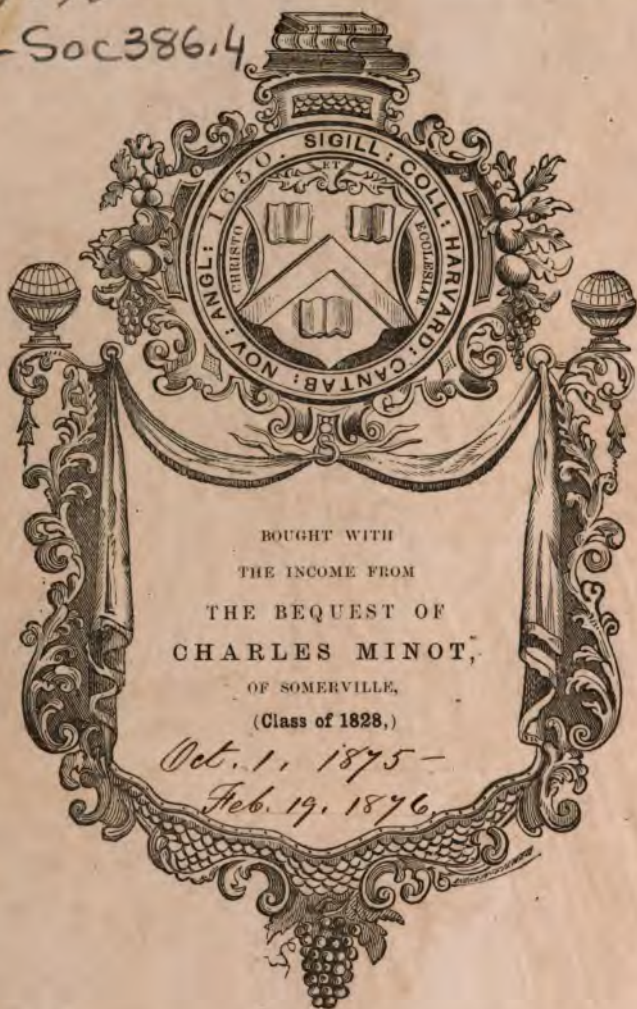 Soc386.4
SIGILL: COLL: HARVARD: CANTAB: NOV: ANGL: 1650.
ET
CHRISTO
ECCLESIAE
BOUGHT WITH
THE INCOME FROM
THE BEQUEST OF
CHARLES MINOT,
OF SOMERVILLE,
(Class of 1828,)
Oct. 1, 1875 –
Feb. 19, 1876.